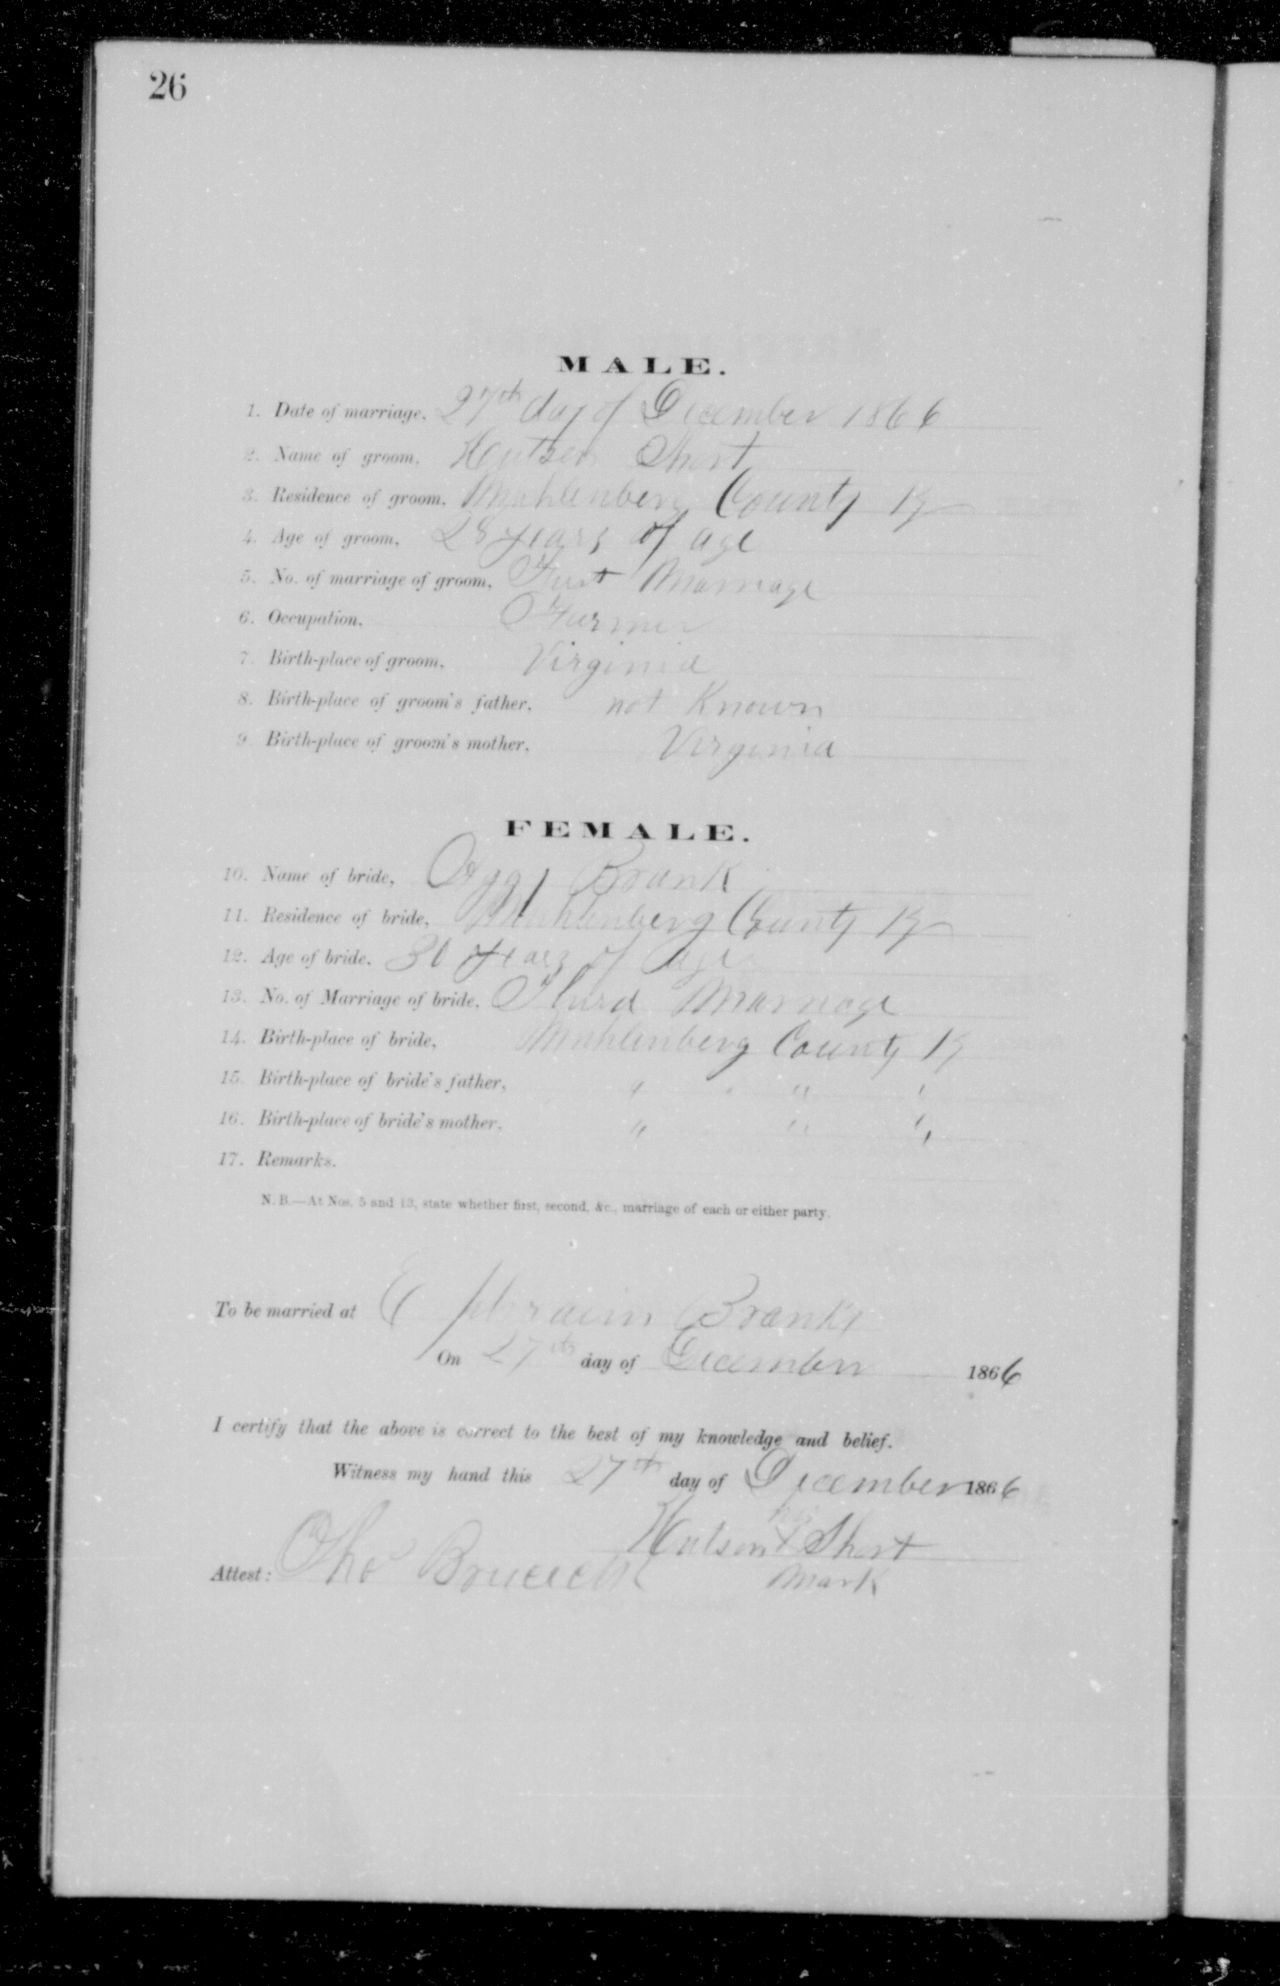 26
MALE.
1. Date of marriage, 27th day of December 1866
2. Name of groom, Hutson Short
3. Residence of groom, Muhlenberg County Ky
4. Age of groom, 28 years of age
5. No. of marriage of groom, First Marriage
6. Occupation, Farmer
7. Birth-place of groom, Virginia
8. Birth-place of groom's father, not Known
9. Birth-place of groom's mother, Virginia
FEMALE.
10. Name of bride, Brank
11. Residence of bride, Muhlenberg County Ky
12. Age of bride, 30 years of age
13. No. of Marriage of bride, Third Marriage
14. Birth-place of bride, Muhlenberg County Ky
15. Birth-place of bride's father, " " " "
16. Birth-place of bride's mother, " " "
17. Remarks.
N. B.—At Nos. 5 and 13, state whether first, second, &c., marriage of each or either party.
To be married at Ephraim Branks
On 27th day of December 1866
I certify that the above is correct to the best of my knowledge and belief.
Witness my hand this 27th day of December 1866
his
Hutson x Short
Attest: mark